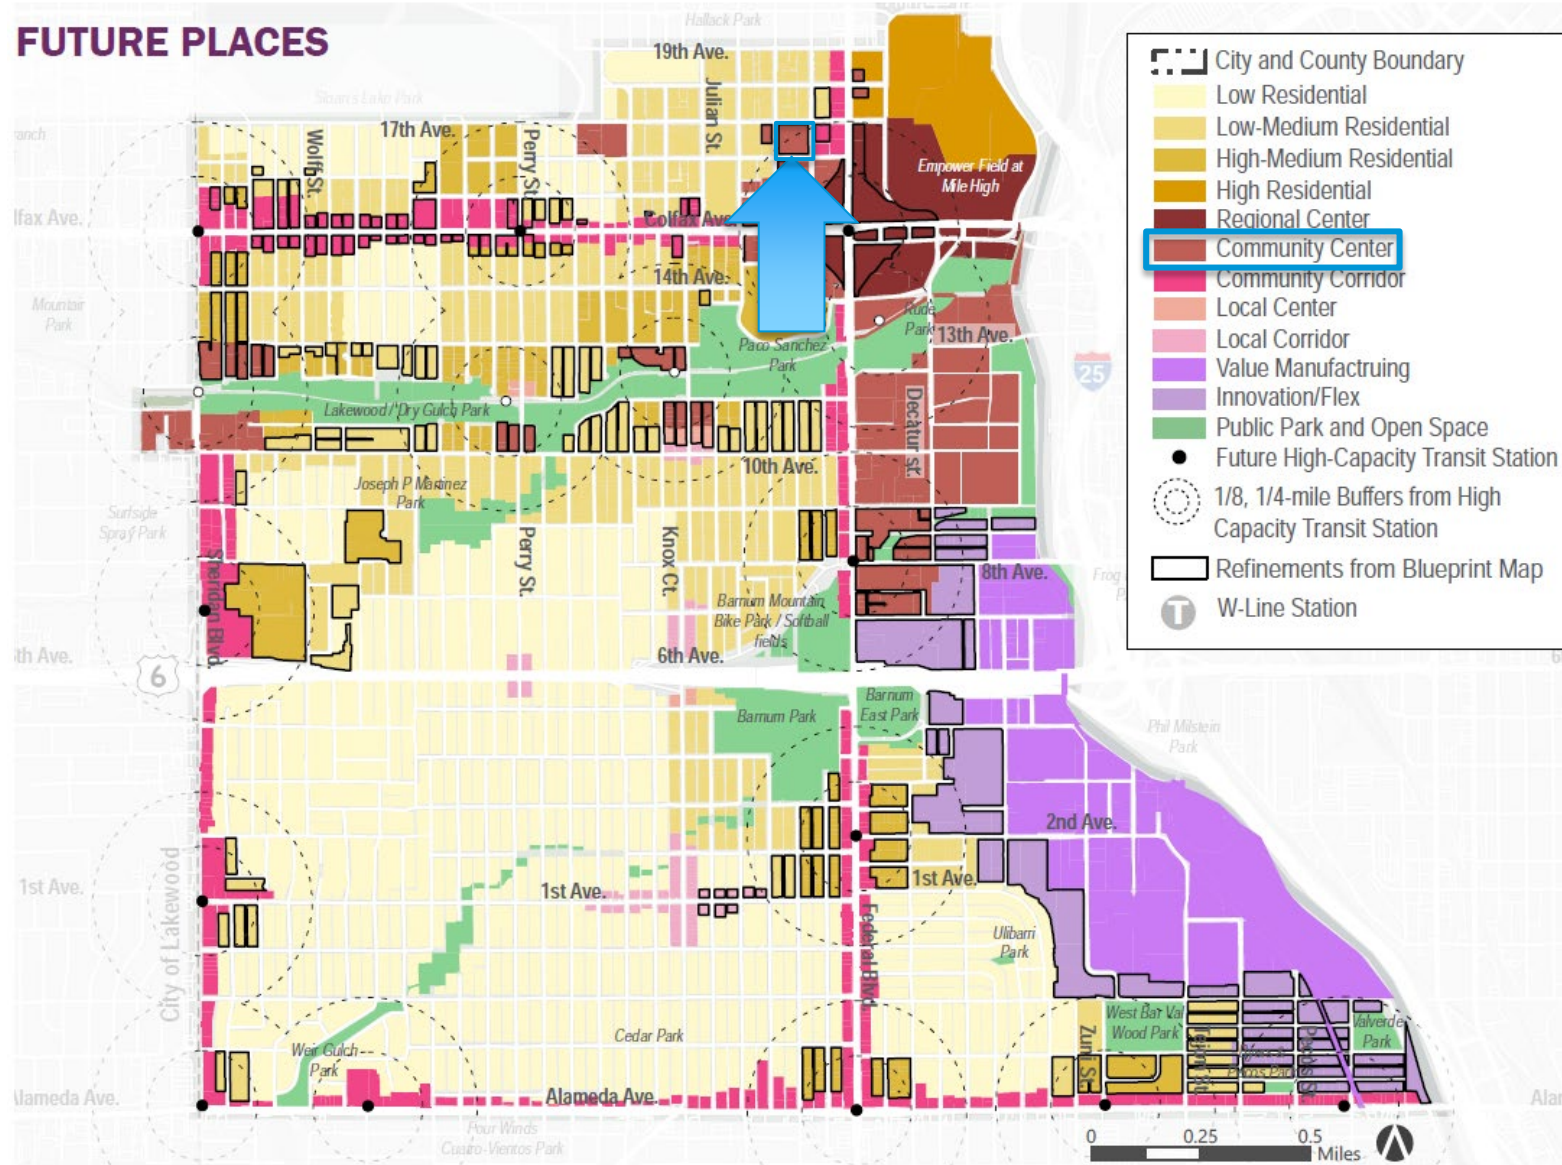 FUTURE PLACES
Hallack Park
19th Ave.
Sloan's Lake Park
Julian St.
17th Ave.
Wolff St.
Perry St.
Empower Field at
Mile High
Colfax Ave
lfax Ave.
14th Ave.
Mountair
Park
Rude
Park
13th Ave.
Paco Sanchez
Park
25
Lakewood / Dry Gulch Park
Decatur st.
10th Ave.
Joseph P Martinez
Park
Surfside
Spray Park
Perry St.
Knox Ct.
8th Ave.
Sheridan Blvd.
Barnum Mountain
Bike Park / Softball
fields
6th Ave.
6
Barnum
East Park
Barnum Park
Phil Milstein
Park
2nd Ave.
City of Lakewood
1st Ave.
1st Ave.
1st Ave.
Federal Blvd.
Ulibarri
Park
Cedar Park
Weir Gulch
Park
West Bar Val
Wood Park
Zuni St.
Tejon St.
Pecos St.
Valverde
Park
Alameda Ave.
Alameda Ave.
Four Winds
Cuatro-Vientos Park
0 0.25 0.5
Miles
City and County Boundary
Low Residential
Low-Medium Residential
High-Medium Residential
High Residential
Regional Center
Community Center
Community Corridor
Local Center
Local Corridor
Value Manufactruing
Innovation/Flex
Public Park and Open Space
Future High-Capacity Transit Station
1/8, 1/4-mile Buffers from High
Capacity Transit Station
Refinements from Blueprint Map
T W-Line Station